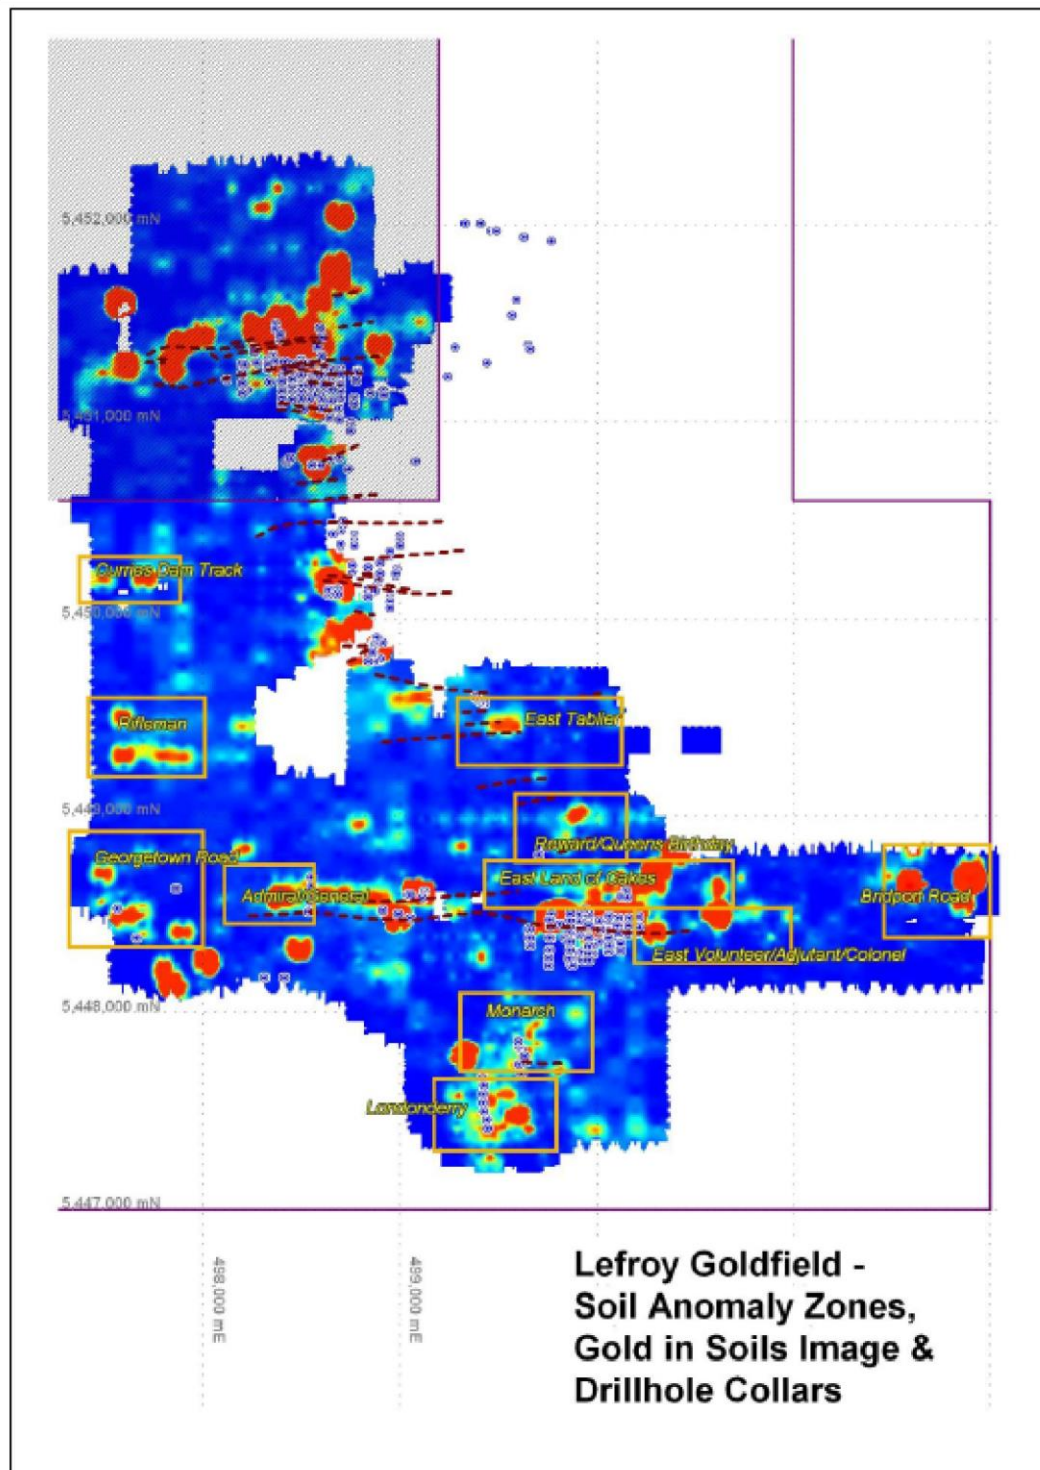 5,452,000 mN
5,451,000 mN
Curries Dam Track
5,450,000 mN
Rifleman
East Tablier
5,449,000 mN
Reward/Queens Birthday
Georgetown Road
East Land of Cakes
Admiral/General
Bridport Road
East Volunteer/Adjutant/Colonel
5,448,000 mN
Monarch
Londonderry
5,447,000 mN
498,000 mE
499,000 mE
Lefroy Goldfield -
Soil Anomaly Zones,
Gold in Soils Image &
Drillhole Collars